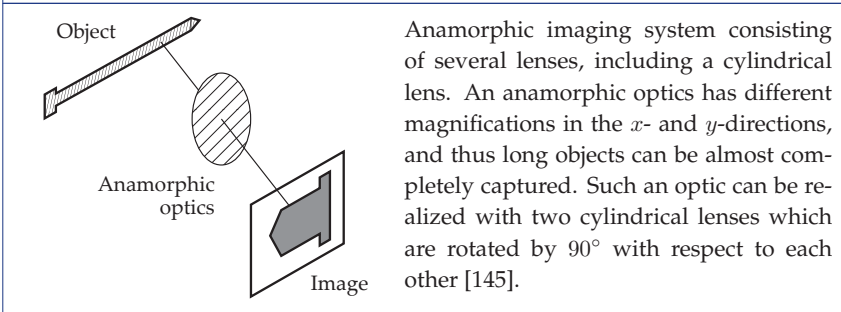 Object
Anamorphic
optics
Image
Anamorphic imaging system consisting
of several lenses, including a cylindrical
lens. An anamorphic optics has different
magnifications in the x- and y-directions,
and thus long objects can be almost com-
pletely captured. Such an optic can be re-
alized with two cylindrical lenses which
are rotated by 90° with respect to each
other [145].